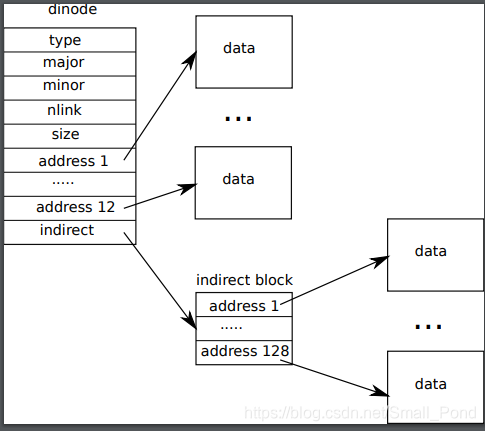 dinode
type
major
minor
nlink
size
address 1
.....
address 12
indirect
data
...
data
indirect block
address 1
.....
address 128
data
...
data
https://blog.csdn.net/Small_Pond